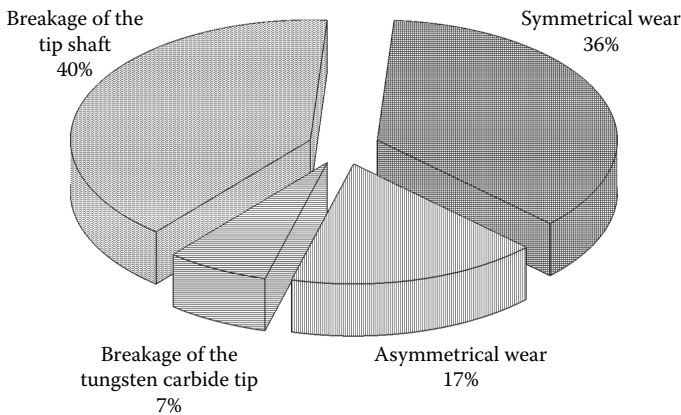 Breakage of the
tip shaft
40%
Symmetrical wear
36%
Breakage of the
tungsten carbide tip
7%
Asymmetrical wear
17%